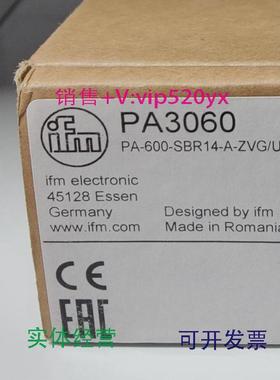 销售+V:vip520yx
ifm
PA3060
PA-600-SBR14-A-ZVG/U
ifm electronic
45128 Essen
Germany
www.ifm.com
Designed by ifm
Made in Romania
CE
EAC
实体经营
可开发票